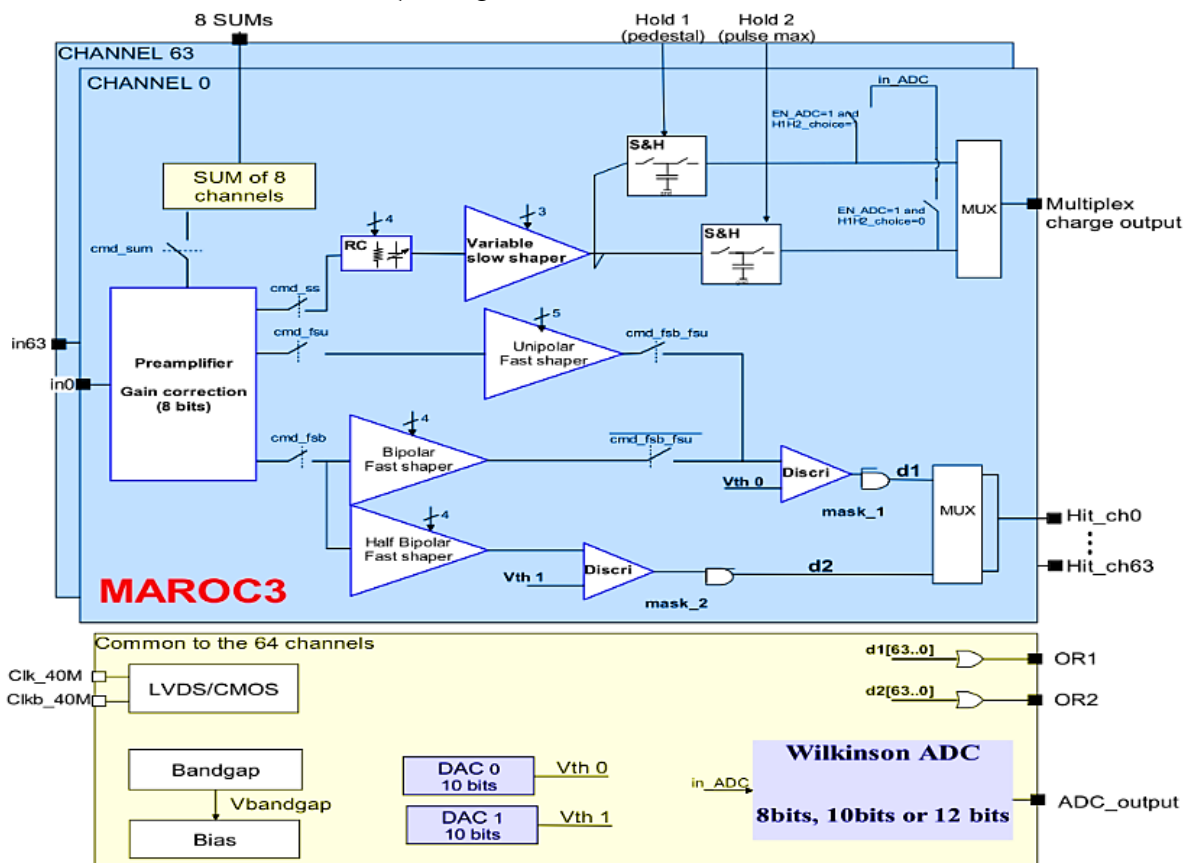 8 SUMs
Hold 1
(pedestal)
Hold 2
(pulse max)
CHANNEL 63
CHANNEL 0
in_ADC
EN_ADC=1 and
H1H2_choice=
S&H
SUM of 8
channels
4
3
cmd_sum
RC
Variable
slow shaper
S&H
EN_ADC=1 and
H1H2_choice=0
MUX
Multiplex
charge output
cmd_ss
cmd_fsu
5
cmd_fsb_fsu
in63
in0
Preamplifier
Gain correction
(8 bits)
Unipolar
Fast shaper
cmd_fsb
4
Bipolar
Fast shaper
cmd_fsb_fsu
Vth 0
Discri
d1
mask_1
MUX
4
Half Bipolar
Fast shaper
Vth 1
Discri
d2
mask_2
Hit_ch0
Hit_ch63
MAROC3
Common to the 64 channels
Clk_40M
Clkb_40M
LVDS/CMOS
d1[63..0]
OR1
d2[63..0]
OR2
Bandgap
Vbandgap
Bias
DAC 0
10 bits
Vth 0
DAC 1
10 bits
Vth 1
in_ADC
Wilkinson ADC
8bits, 10bits or 12 bits
ADC_output